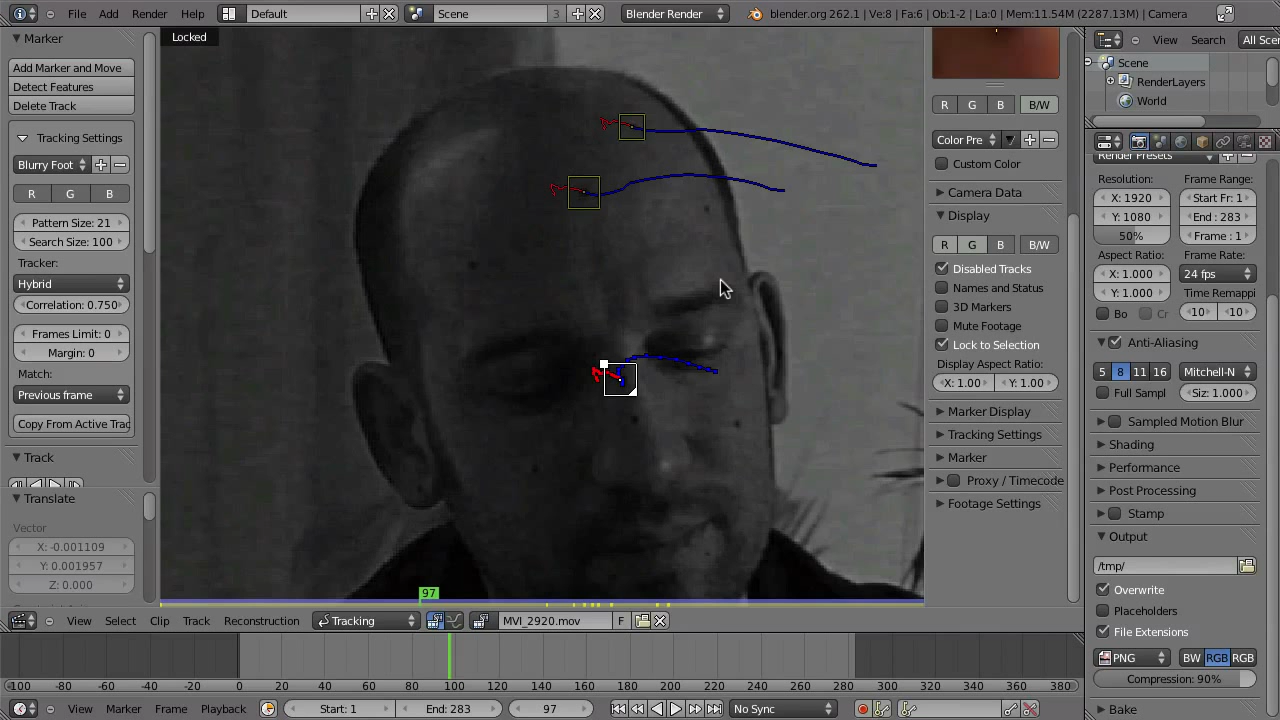 File Add Render Help Default Scene 3 Blender Render blender.org 262.1 | Ve:8 | Fa:6 | Ob:1-2 | La:0 | Mem:11.54M (2287.13M) | Camera
Marker
Add Marker and Move
Detect Features
Delete Track
Tracking Settings
Blurry Foot
R G B
Pattern Size: 21
Search Size: 100
Tracker:
Hybrid
Correlation: 0.750
Frames Limit: 0
Margin: 0
Match:
Previous frame
Copy From Active Trac
Track
Translate
Vector
X: -0.001109
Y: 0.001957
Z: 0.000
Locked
97
R G B B/W
Color Pre
Custom Color
Camera Data
Display
R G B B/W
Disabled Tracks
Names and Status
3D Markers
Mute Footage
Lock to Selection
Display Aspect Ratio:
X: 1.00 Y: 1.00
Marker Display
Tracking Settings
Marker
Proxy / Timecode
Footage Settings
View Search All Sce
Scene
RenderLayers
World
Render Presets
Resolution: Frame Range:
X: 1920 Start Fr: 1
Y: 1080 End : 283
50% Frame : 1
Aspect Ratio: Frame Rate:
X: 1.000 24 fps
Y: 1.000 Time Remappi
Bo Cr 10 10
Anti-Aliasing
5 8 11 16 Mitchell-N
Full Sampl Siz: 1.000
Sampled Motion Blur
Shading
Performance
Post Processing
Stamp
Output
/tmp/
Overwrite
Placeholders
File Extensions
PNG BW RGB RGB
Compression: 90%
Bake
View Select Clip Track Reconstruction Tracking MVI_2920.mov F
-100 -80 -60 -40 -20 0 20 40 60 80 100 120 140 160 180 200 220 240 260 280 300 320 340 360 380
View Marker Frame Playback Start: 1 End: 283 97 No Sync